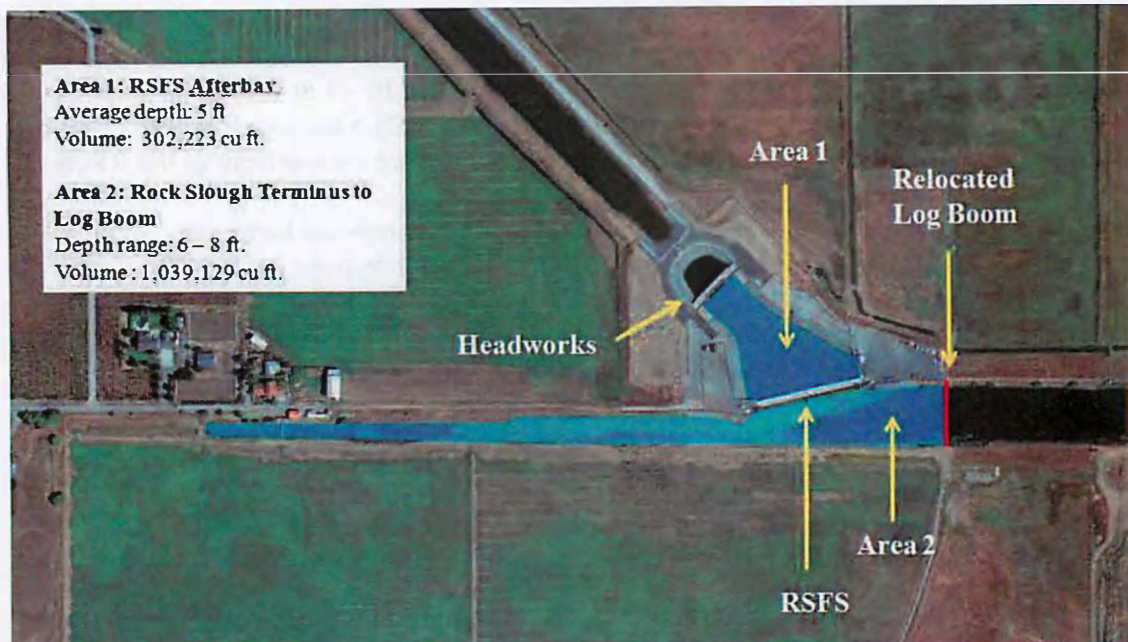 Area 1: RSFS Afterbay.
Average depth: 5 ft
Volume: 302,223 cu ft.
Area 2: Rock Slough Terminus to
Log Boom
Depth range: 6 – 8 ft.
Volume : 1,039,129 cu ft.
Area 1
Relocated
Log Boom
Headworks
Area 2
RSFS